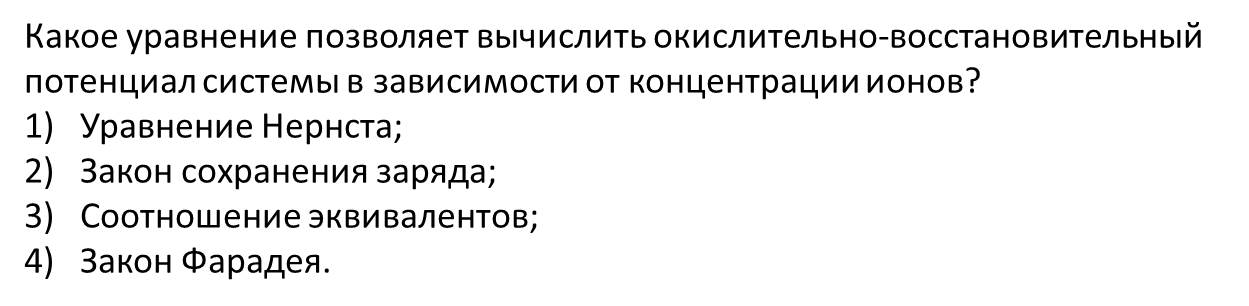 Какое уравнение позволяет вычислить окислительно-восстановительный
потенциал системы в зависимости от концентрации ионов?
1) Уравнение Нернста;
2) Закон сохранения заряда;
3) Соотношение эквивалентов;
4) Закон Фарадея.